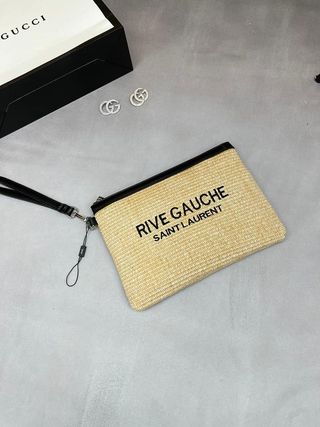 GUCCI
RIVE GAUCHE
SAINT LAURENT